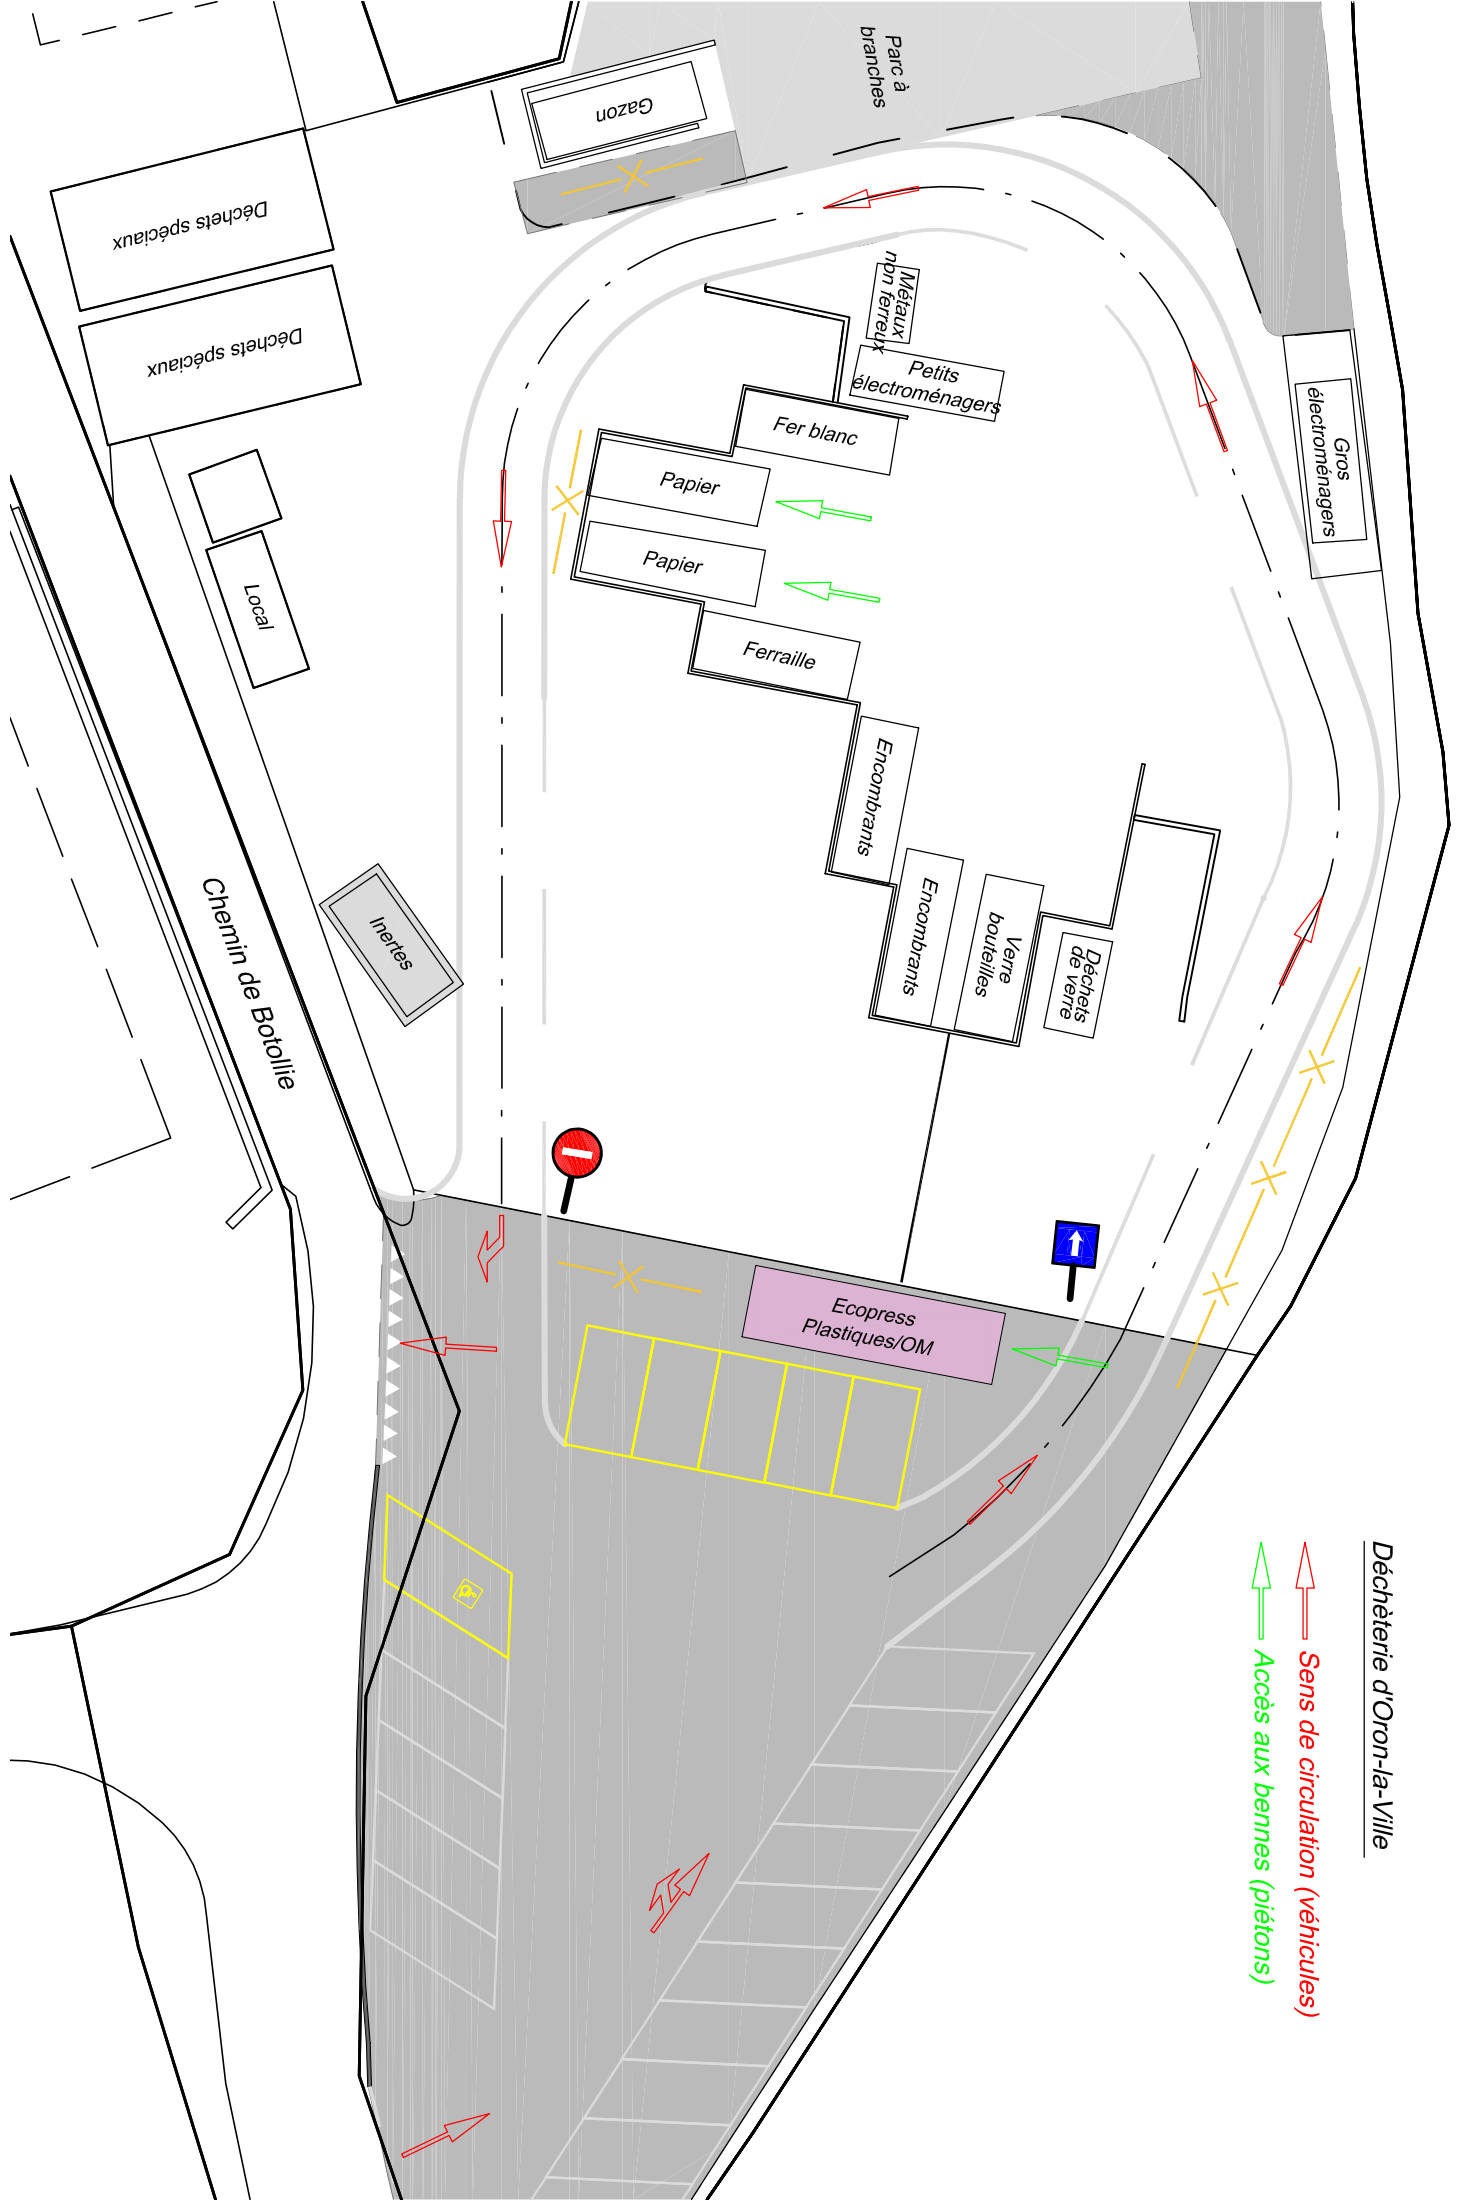 Déchèterie d'Oron-la-Ville
Sens de circulation (véhicules)
Accès aux bennes (piétons)
Parc à
branches
Gazon
Déchets spéciaux
Déchets spéciaux
Métaux
non ferreux
Petits
électroménagers
Gros
électroménagers
Fer blanc
Papier
Papier
Local
Ferraille
Encombrants
Encombrants
Verre
bouteilles
Déchets
de verre
Inertes
Chemin de Botollie
Ecopress
Plastiques/OM